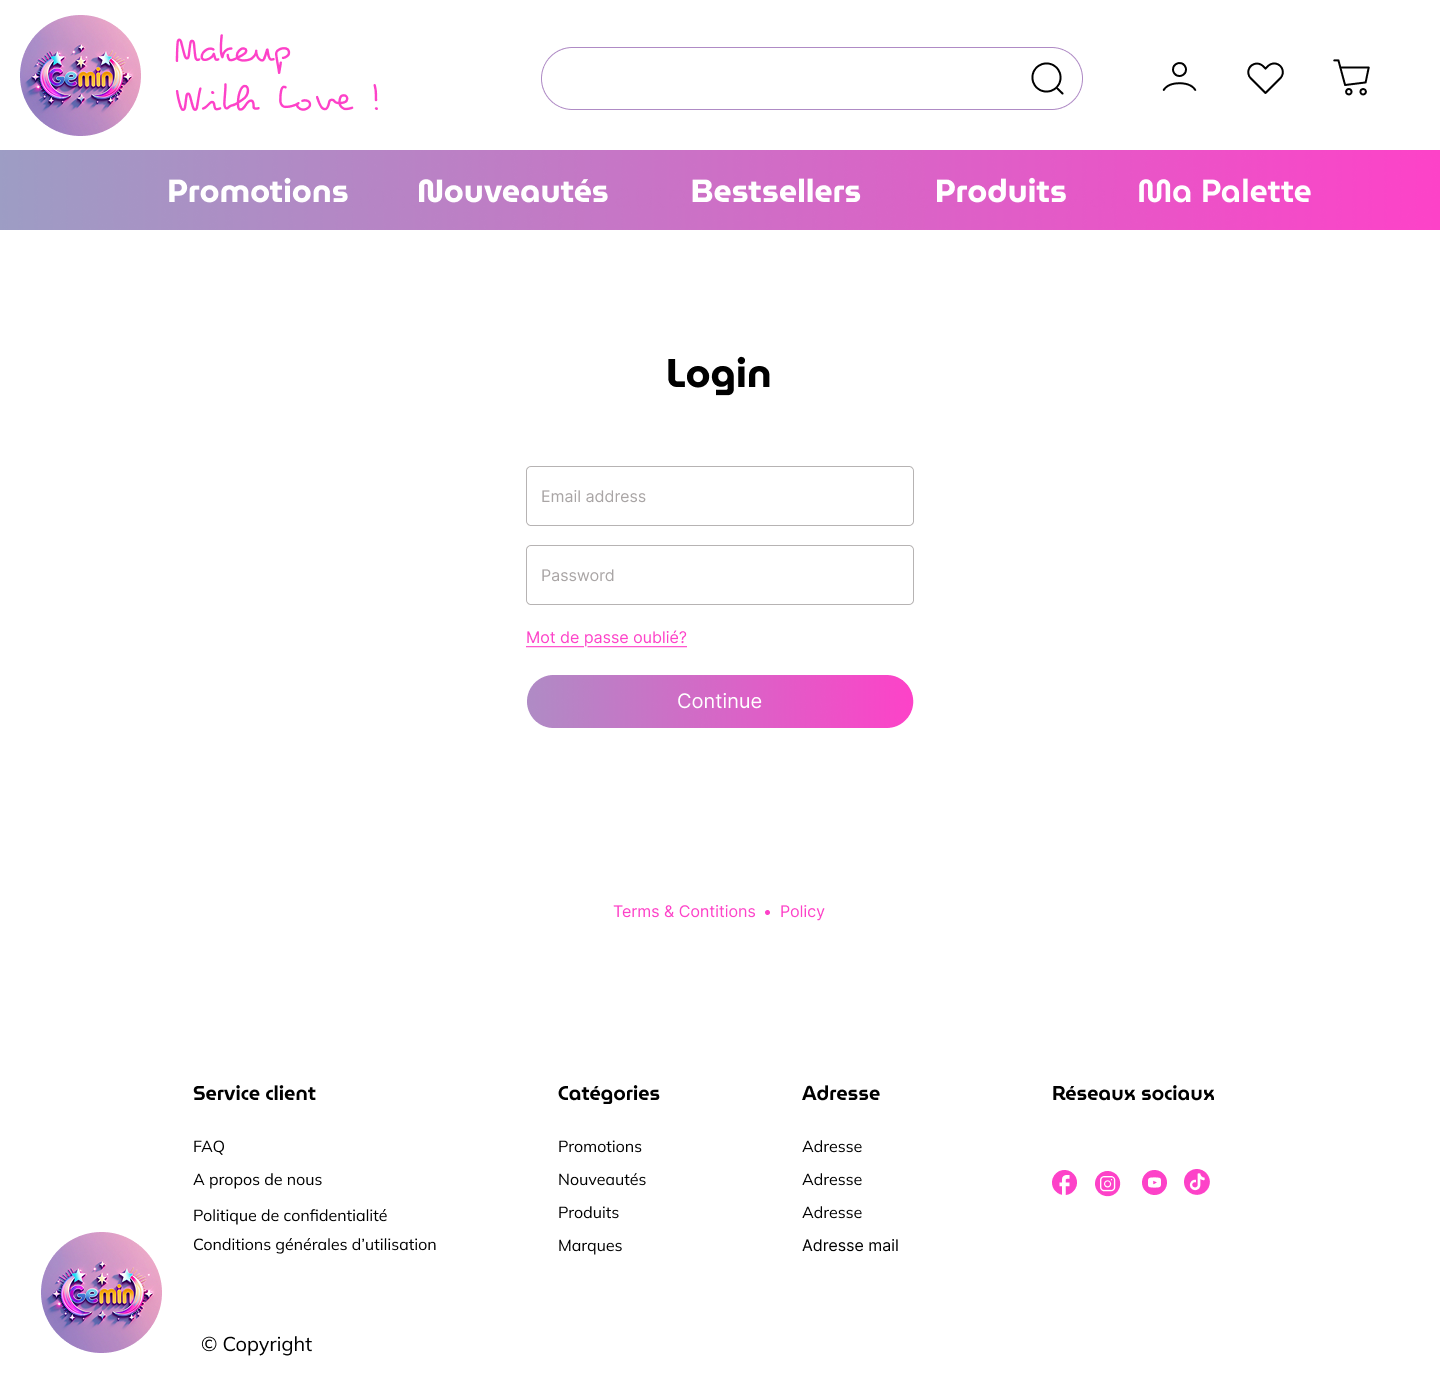 Gemin
Makeup
With Love !
Promotions Nouveautés Bestsellers Produits Ma Palette
Login
Email address
Password
Mot de passe oublié?
Continue
Terms & Contitions • Policy
Service client Catégories Adresse Réseaux sociaux
FAQ Promotions Adresse
A propos de nous Nouveautés Adresse
Politique de confidentialité Produits Adresse
Conditions générales d'utilisation Marques Adresse mail
Gemin
© Copyright